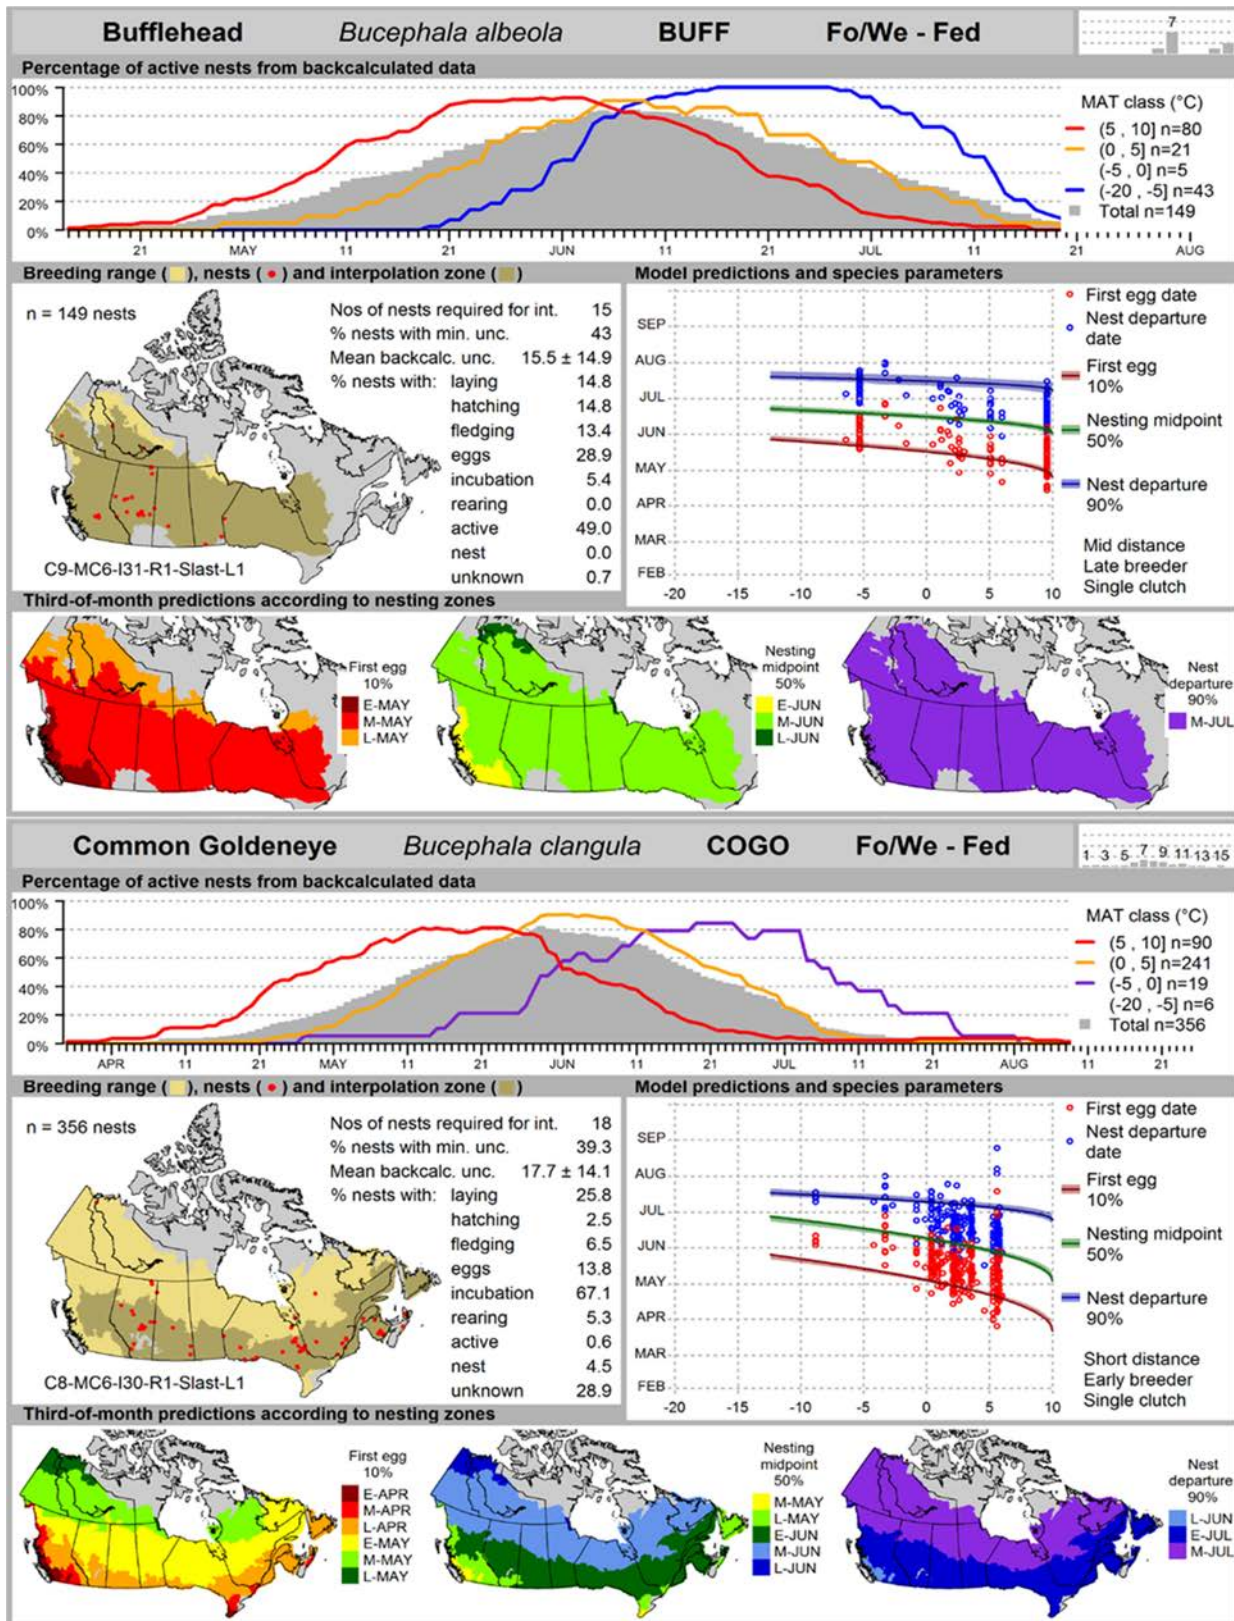 Bufflehead Bucephala albeola BUFF Fo/We - Fed
7
Percentage of active nests from backcalculated data
100%
80%
60%
40%
20%
0%
21 MAY 11 21 JUN 11 21 JUL 11 21 AUG
MAT class (°C)
(5 , 10] n=80
(0 , 5] n=21
(-5 , 0] n=5
(-20 , -5] n=43
Total n=149
Breeding range ( ), nests ( ) and interpolation zone ( )
n = 149 nests
Nos of nests required for int. 15
% nests with min. unc. 43
Mean backcalc. unc. 15.5 ± 14.9
% nests with: laying 14.8
hatching 14.8
fledging 13.4
eggs 28.9
incubation 5.4
rearing 0.0
active 49.0
nest 0.0
unknown 0.7
C9-MC6-I31-R1-Slast-L1
Model predictions and species parameters
SEP
AUG
JUL
JUN
MAY
APR
MAR
FEB
-20 -15 -10 -5 0 5 10
First egg date
Nest departure
date
First egg
10%
Nesting midpoint
50%
Nest departure
90%
Mid distance
Late breeder
Single clutch
Third-of-month predictions according to nesting zones
First egg
10%
E-MAY
M-MAY
L-MAY
Nesting
midpoint
50%
E-JUN
M-JUN
L-JUN
Nest
departure
90%
M-JUL
Common Goldeneye Bucephala clangula COGO Fo/We - Fed
1 3 5 7 9 11 13 15
Percentage of active nests from backcalculated data
100%
80%
60%
40%
20%
0%
APR 11 21 MAY 11 21 JUN 11 21 JUL 11 21 AUG 11 21
MAT class (°C)
(5 , 10] n=90
(0 , 5] n=241
(-5 , 0] n=19
(-20 , -5] n=6
Total n=356
Breeding range ( ), nests ( ) and interpolation zone ( )
n = 356 nests
Nos of nests required for int. 18
% nests with min. unc. 39.3
Mean backcalc. unc. 17.7 ± 14.1
% nests with: laying 25.8
hatching 2.5
fledging 6.5
eggs 13.8
incubation 67.1
rearing 5.3
active 0.6
nest 4.5
unknown 28.9
C8-MC6-I30-R1-Slast-L1
Model predictions and species parameters
SEP
AUG
JUL
JUN
MAY
APR
MAR
FEB
-20 -15 -10 -5 0 5 10
First egg date
Nest departure
date
First egg
10%
Nesting midpoint
50%
Nest departure
90%
Short distance
Early breeder
Single clutch
Third-of-month predictions according to nesting zones
First egg
10%
E-APR
M-APR
L-APR
E-MAY
M-MAY
L-MAY
Nesting
midpoint
50%
M-MAY
L-MAY
E-JUN
M-JUN
L-JUN
Nest
departure
90%
L-JUN
E-JUL
M-JUL